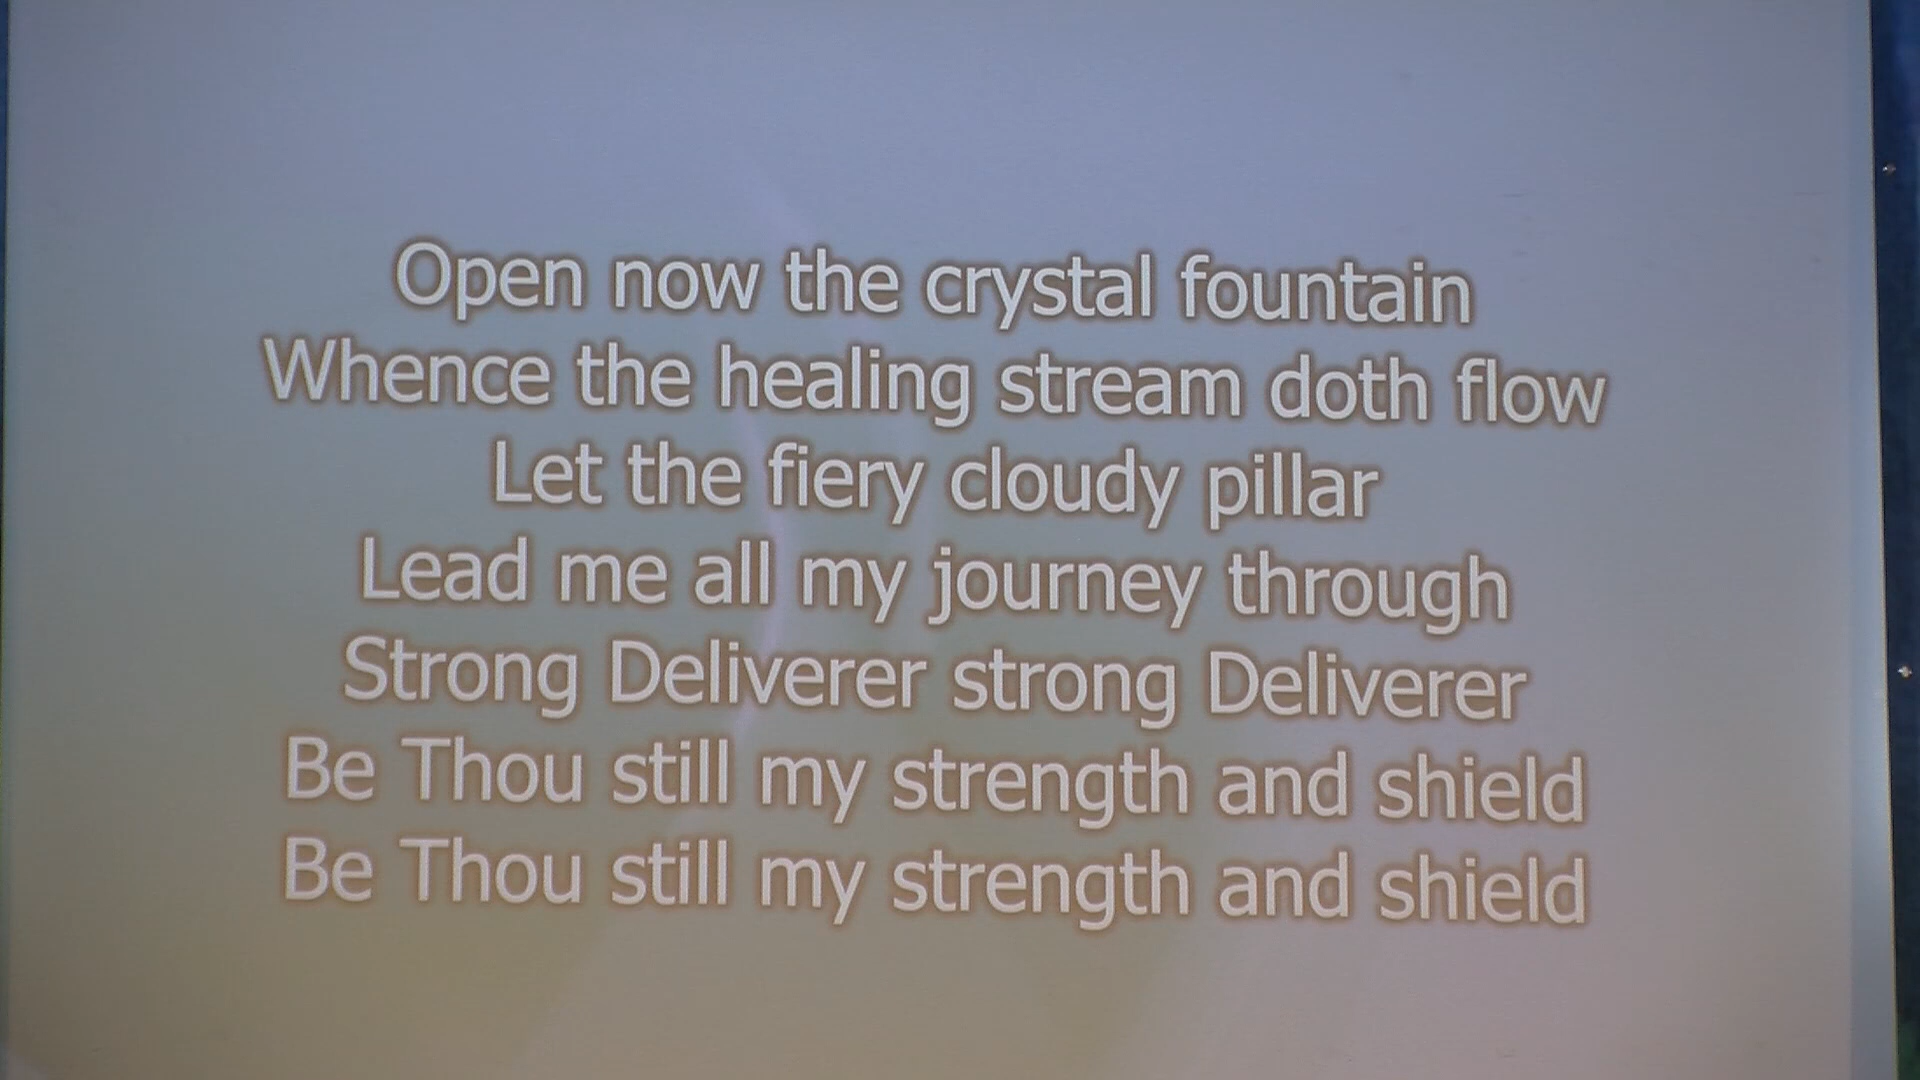 Open now the crystal fountain
Whence the healing stream doth flow
Let the fiery cloudy pillar
Lead me all my journey through
Strong Deliverer strong Deliverer
Be Thou still my strength and shield
Be Thou still my strength and shield